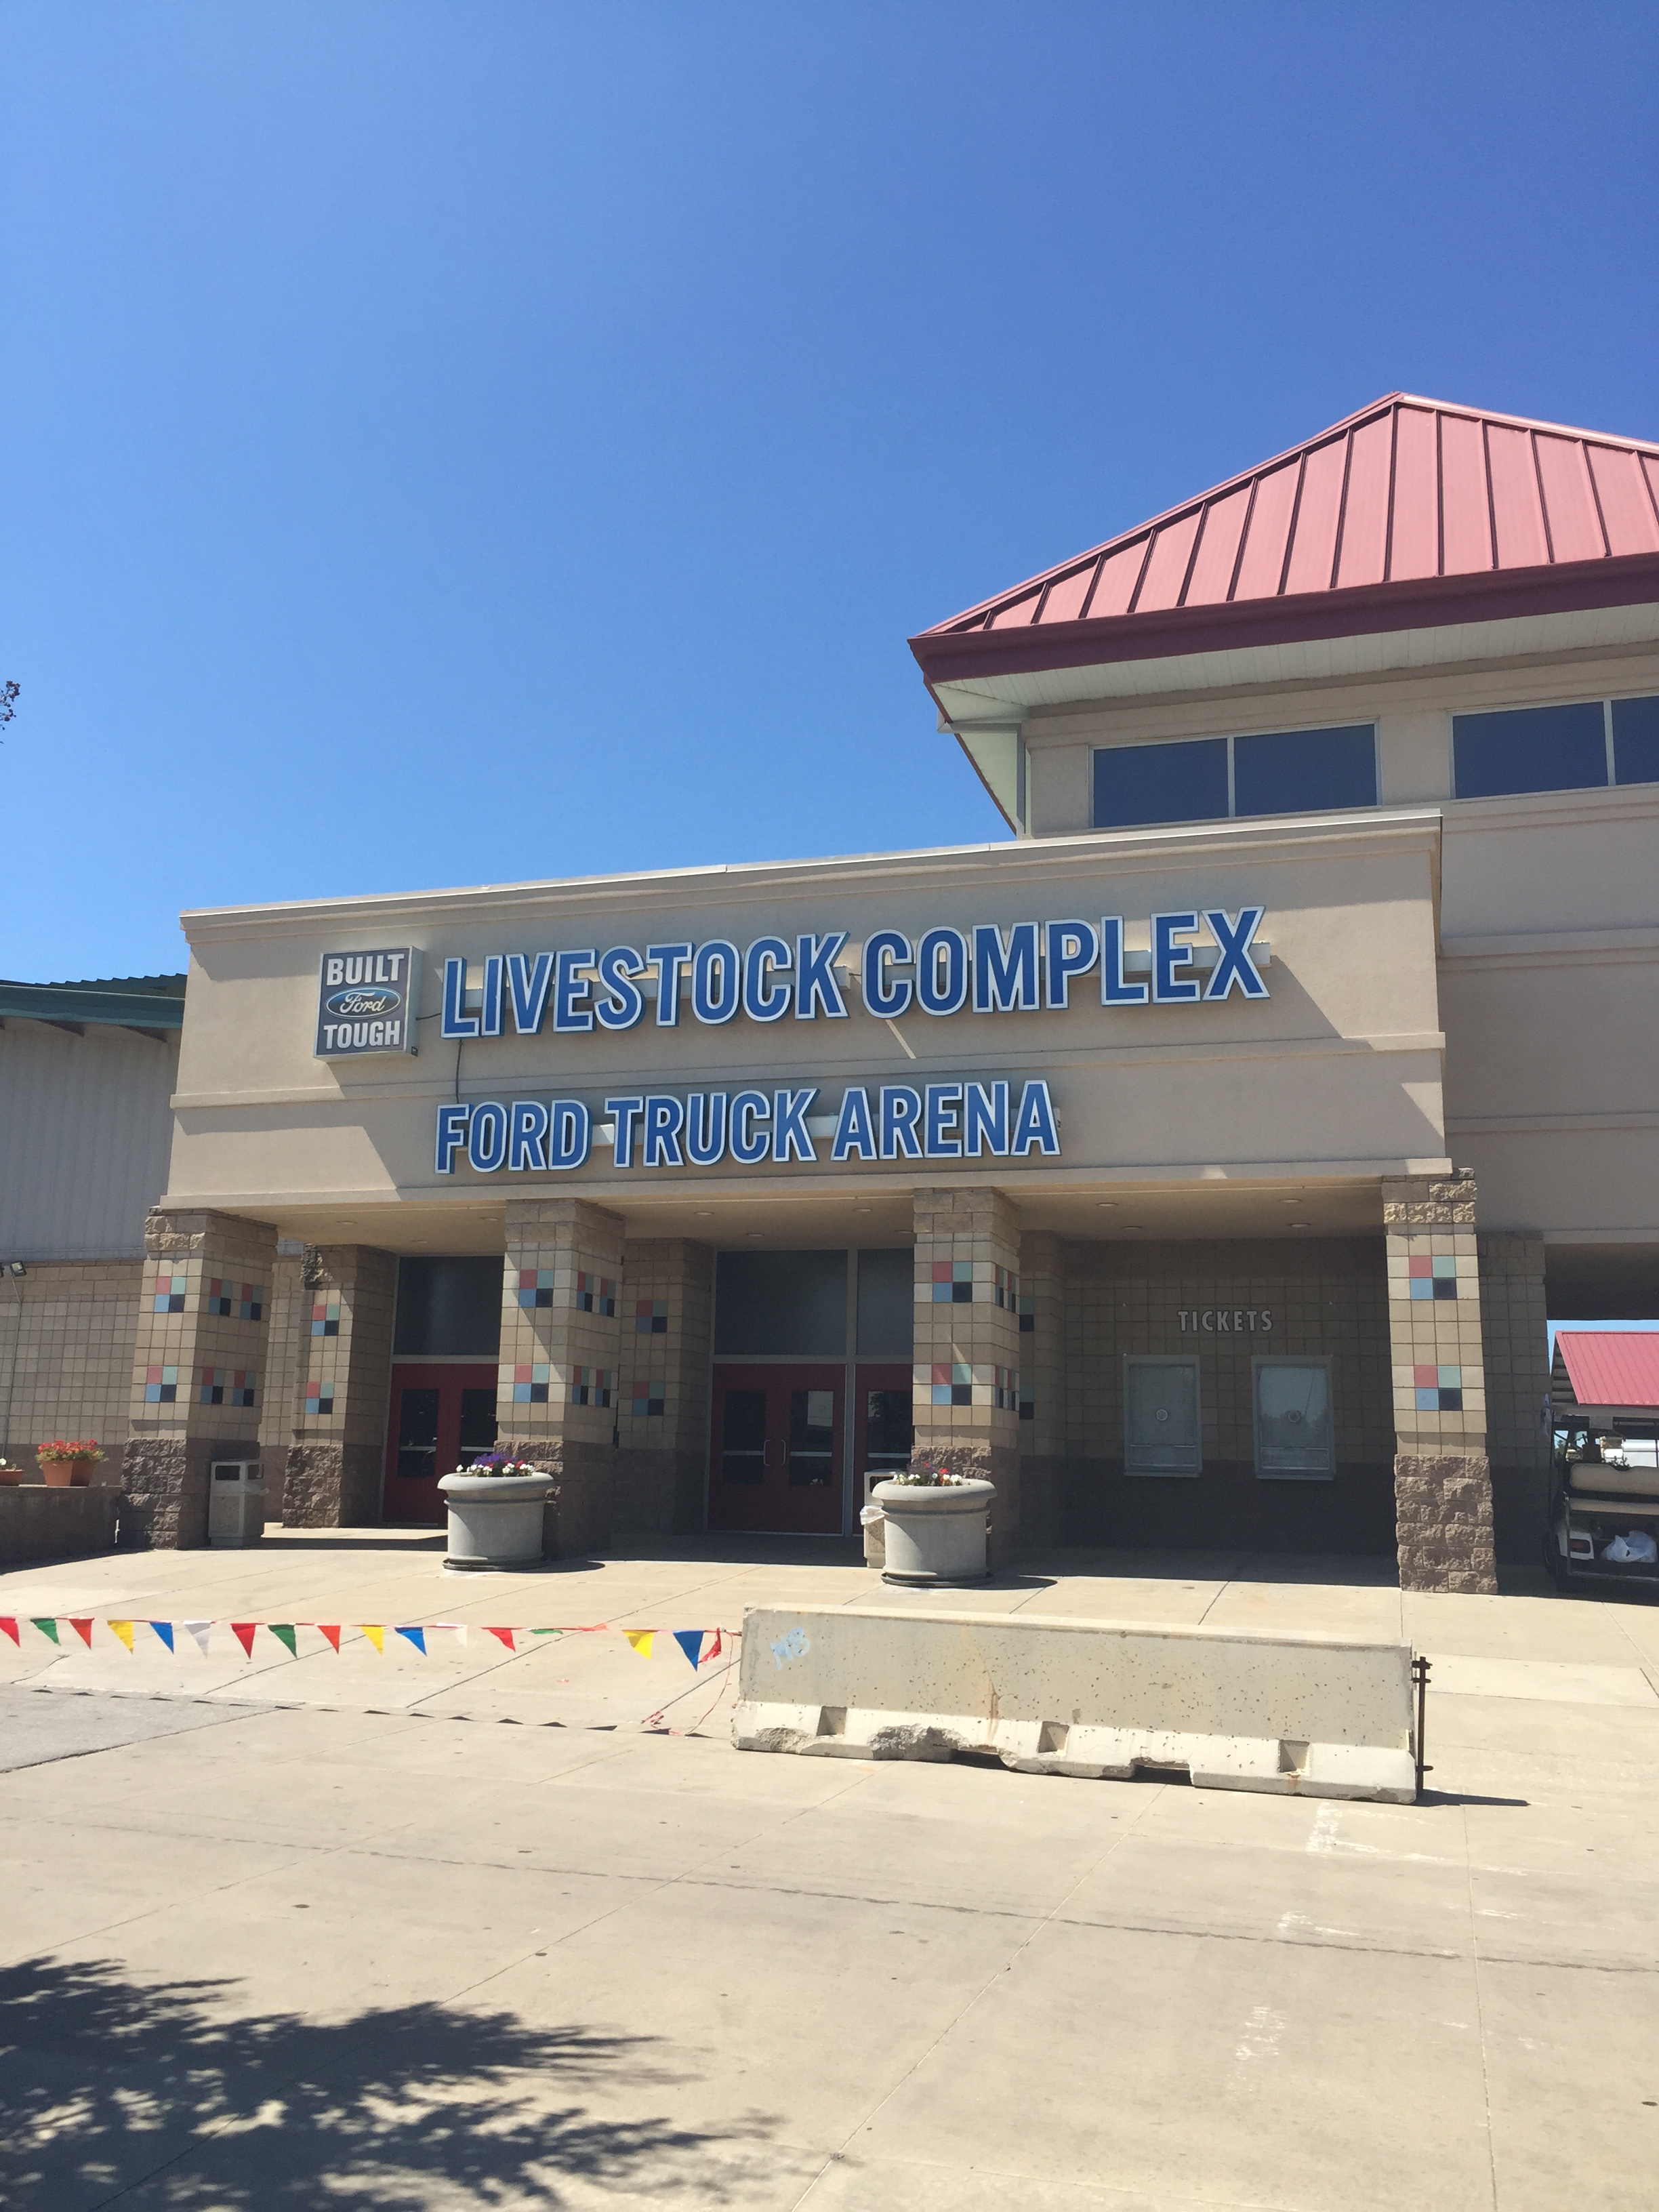 BUILT
Ford
TOUGH
LIVESTOCK COMPLEX
FORD TRUCK ARENA
TICKETS